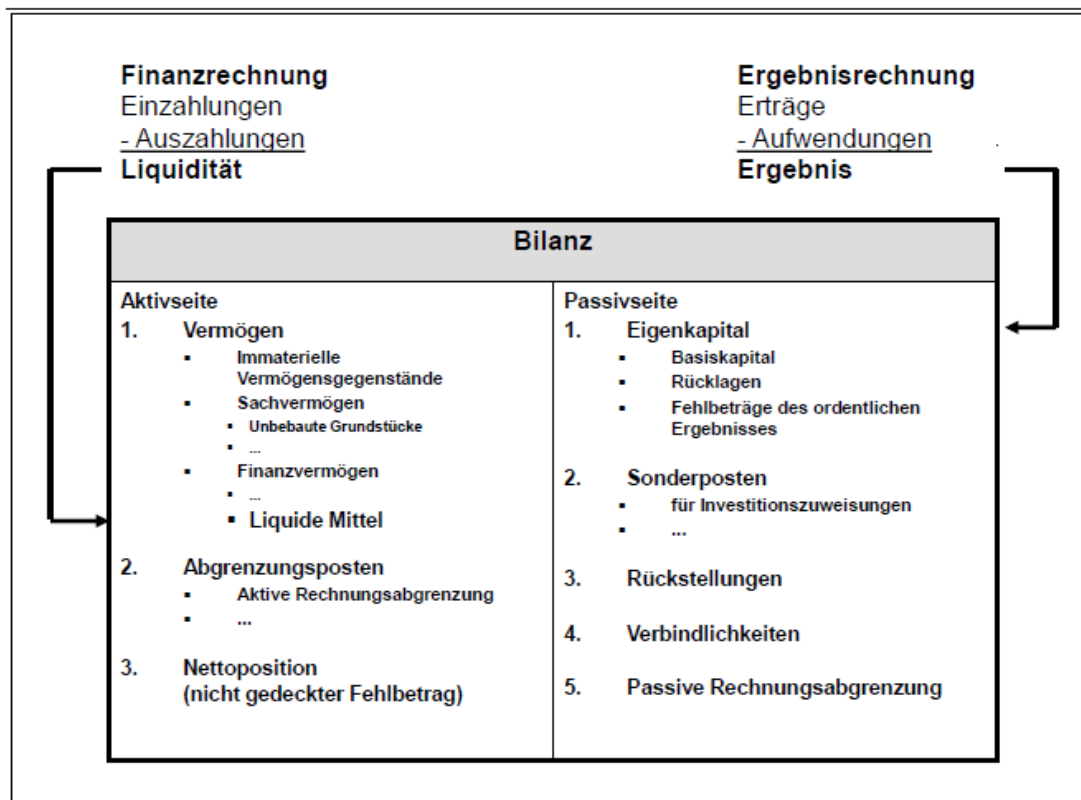 Finanzrechnung
Einzahlungen
- Auszahlungen
Liquidität
Ergebnisrechnung
Erträge
- Aufwendungen
Ergebnis
Bilanz
Aktivseite
1. Vermögen
▪ Immaterielle
Vermögensgegenstände
▪ Sachvermögen
▪ Unbebaute Grundstücke
▪ ...
▪ Finanzvermögen
▪ ...
▪ Liquide Mittel
2. Abgrenzungsposten
▪ Aktive Rechnungsabgrenzung
▪ ...
3. Nettoposition
(nicht gedeckter Fehlbetrag)
Passivseite
1. Eigenkapital
▪ Basiskapital
▪ Rücklagen
▪ Fehlbeträge des ordentlichen
Ergebnisses
2. Sonderposten
▪ für Investitionszuweisungen
▪ ...
3. Rückstellungen
4. Verbindlichkeiten
5. Passive Rechnungsabgrenzung